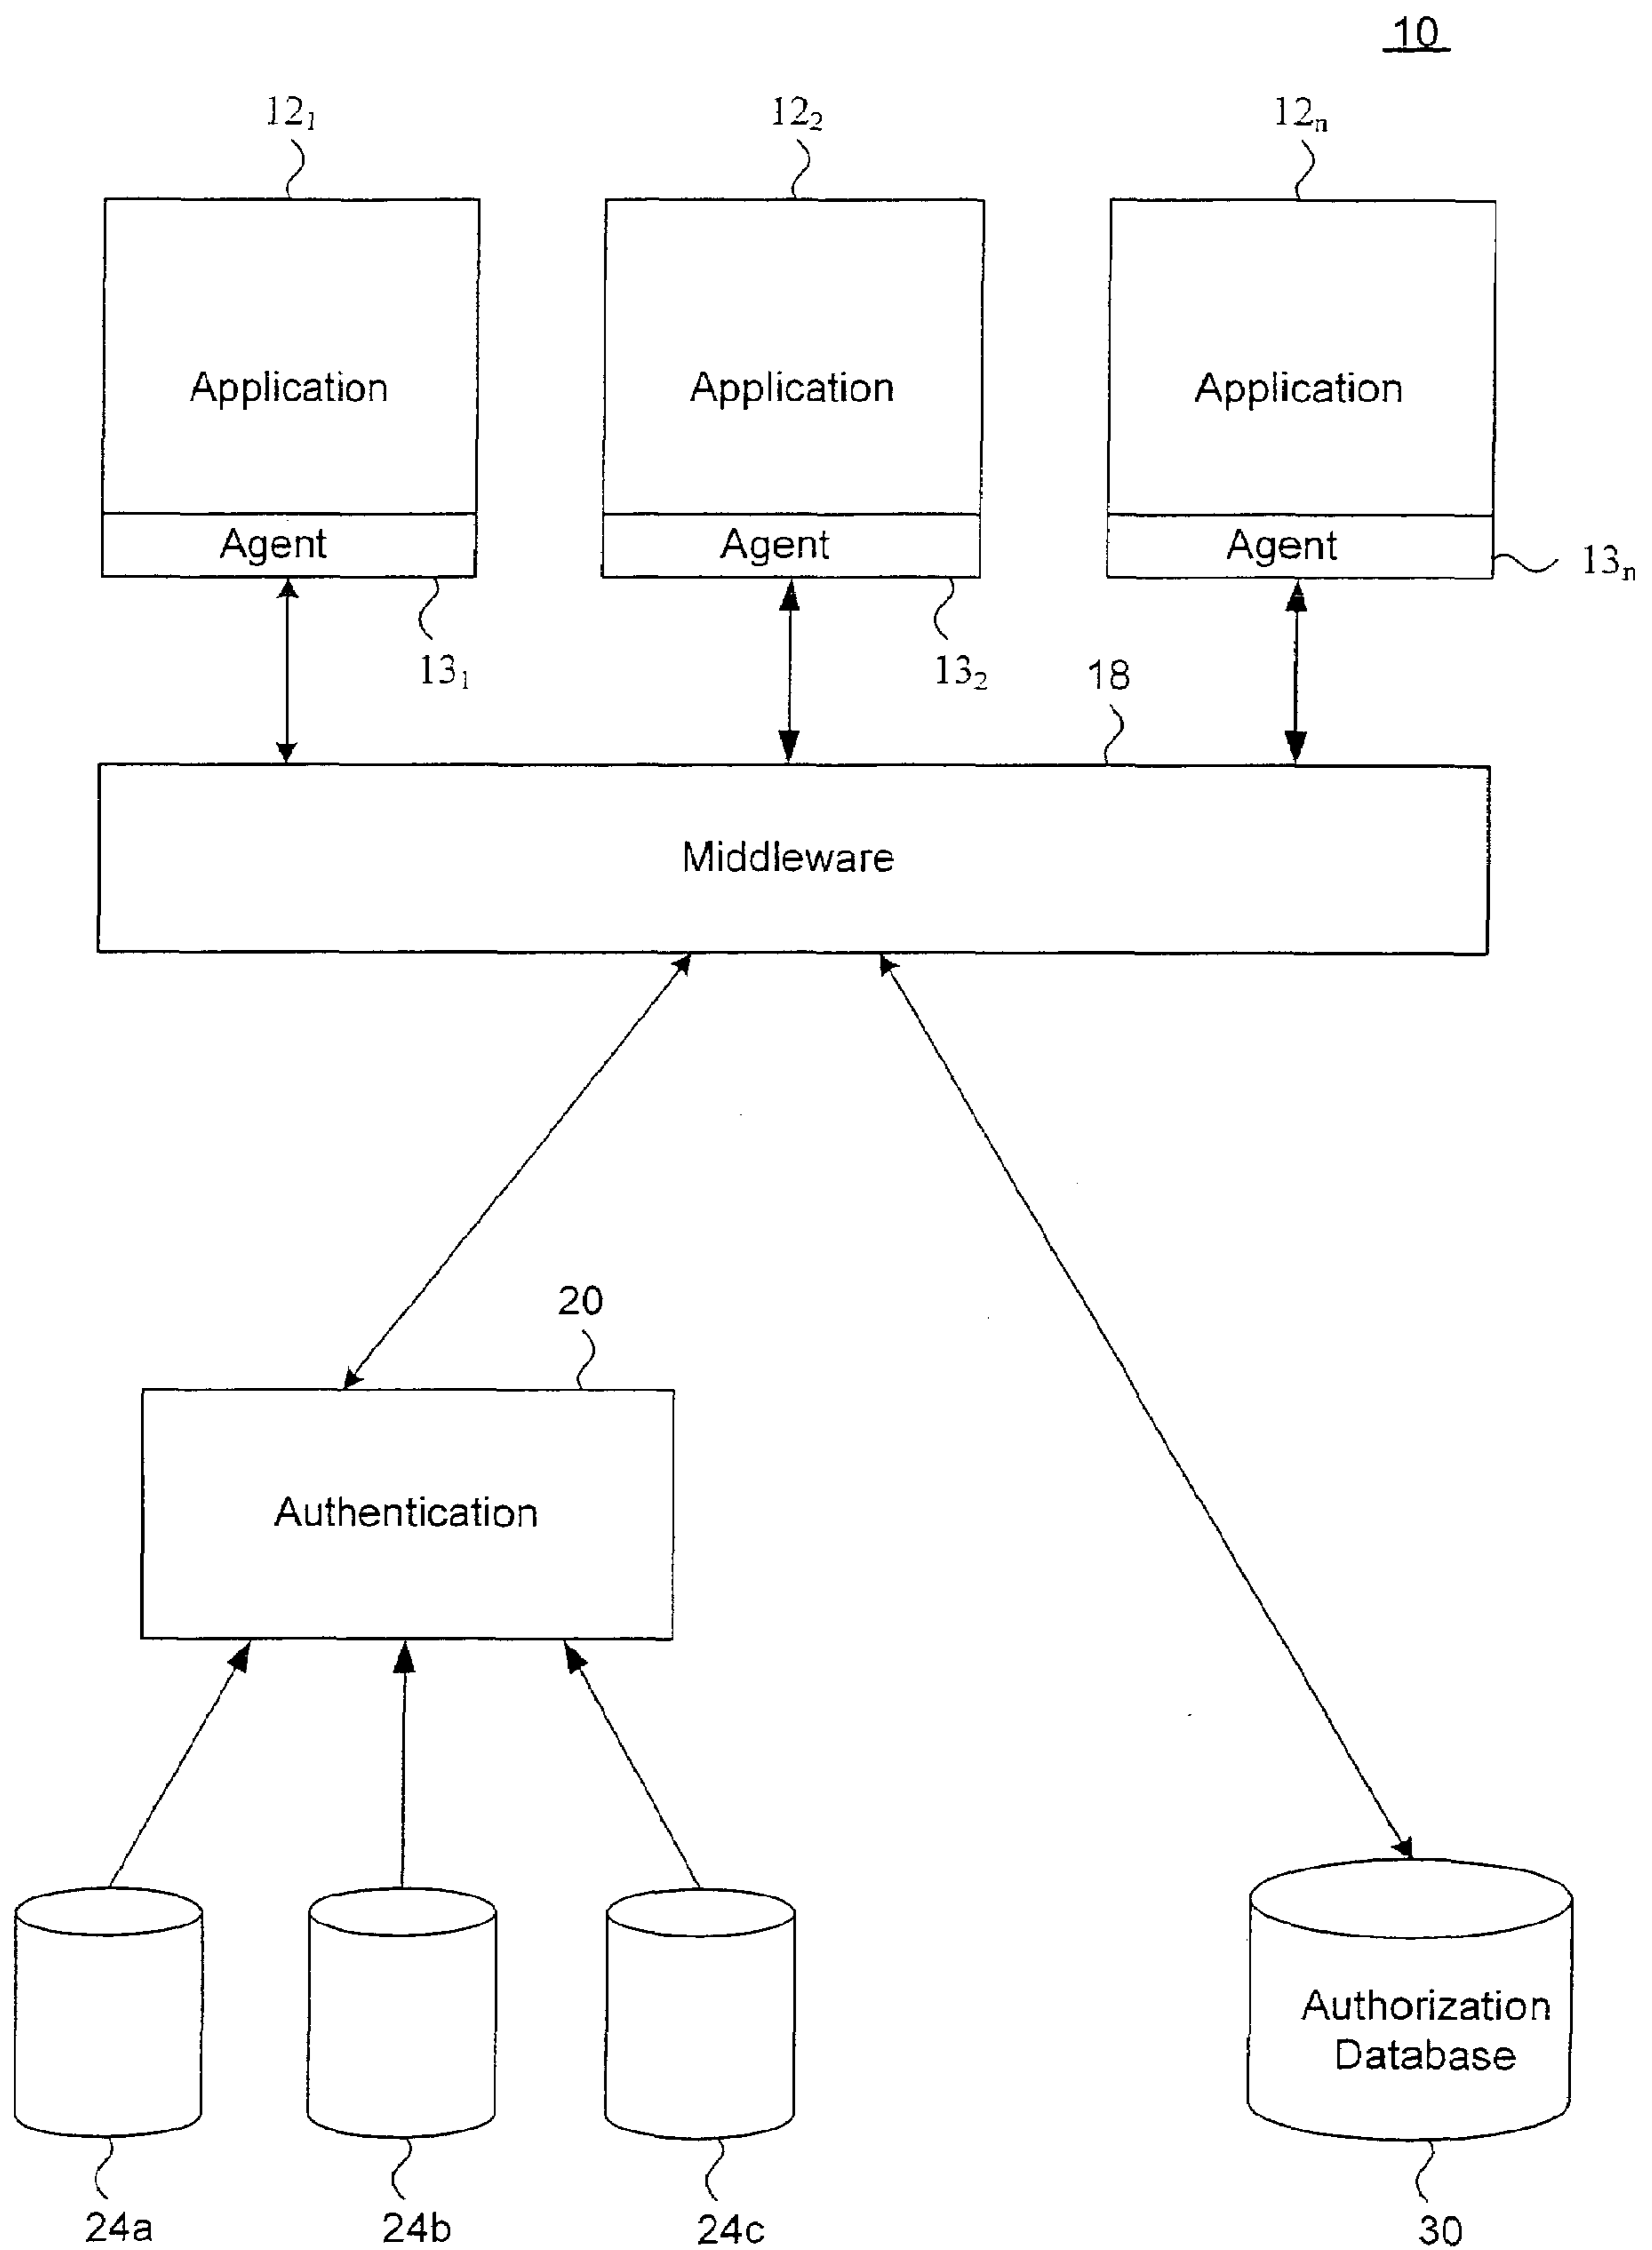 10
12₁ 12₂ 12ₙ
Application Application Application
Agent Agent Agent
13ₙ
13₁ 13₂ 18
Middleware
20
Authentication
Authorization
Database
24a 24b 24c 30